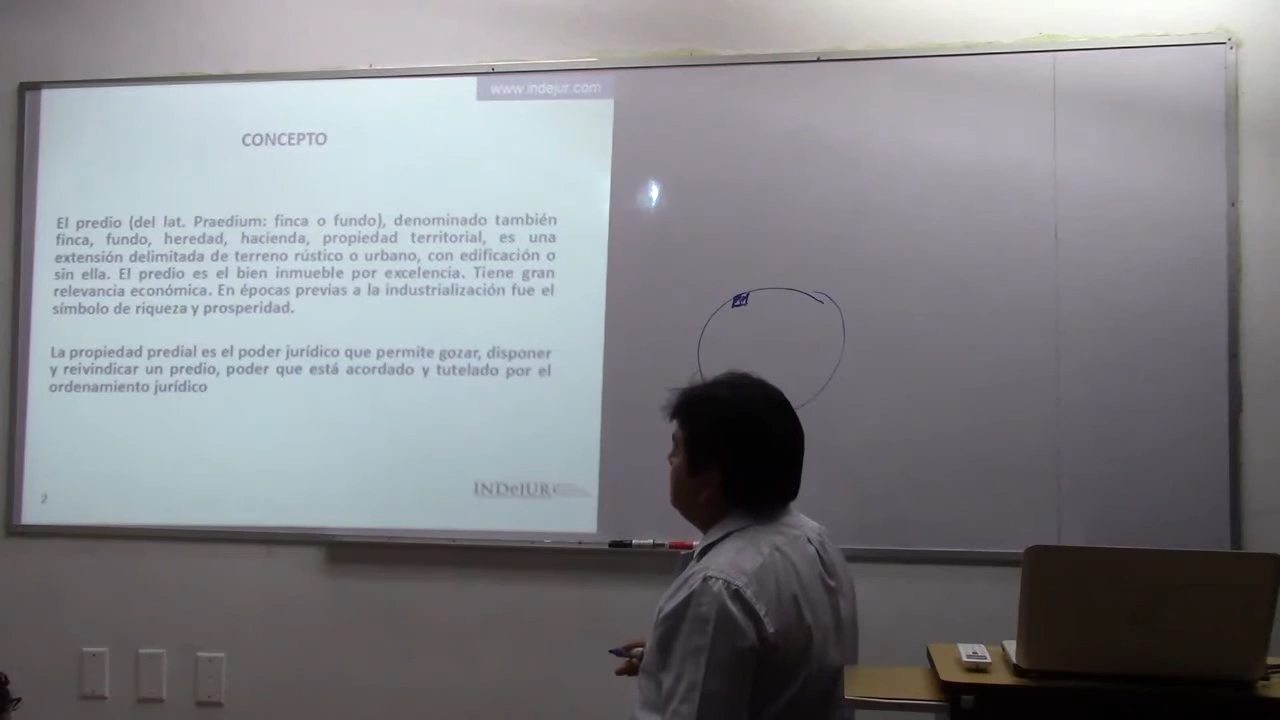 www.indejur.com
CONCEPTO
El predio (del lat. Praedium: finca o fundo), denominado también
finca, fundo, heredad, hacienda, propiedad territorial, es una
extensión delimitada de terreno rústico o urbano, con edificación o
sin ella. El predio es el bien inmueble por excelencia. Tiene gran
relevancia económica. En épocas previas a la industrialización fue el
símbolo de riqueza y prosperidad.
La propiedad predial es el poder jurídico que permite gozar, disponer
y reivindicar un predio, poder que está acordado y tutelado por el
ordenamiento jurídico
2
INDeJUR